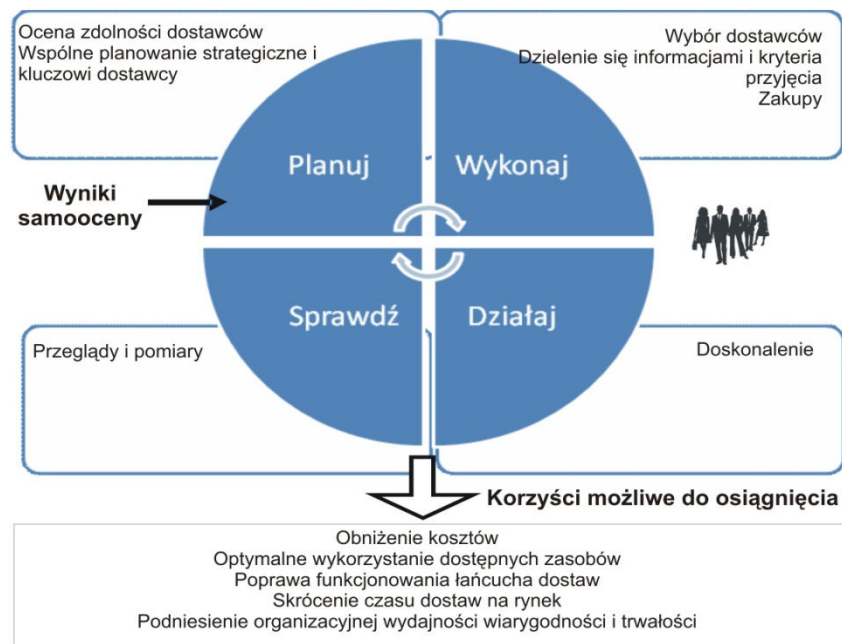 Ocena zdolności dostawców
Wspólne planowanie strategiczne i
kluczowi dostawcy
Wybór dostawców
Dzielenie się informacjami i kryteria
przyjęcia
Zakupy
Planuj
Wykonaj
Wyniki
samooceny
Sprawdź
Działaj
Przeglądy i pomiary
Doskonalenie
Korzyści możliwe do osiągnięcia
Obniżenie kosztów
Optymalne wykorzystanie dostępnych zasobów
Poprawa funkcjonowania łańcucha dostaw
Skrócenie czasu dostaw na rynek
Podniesienie organizacyjnej wydajności wiarygodności i trwałości